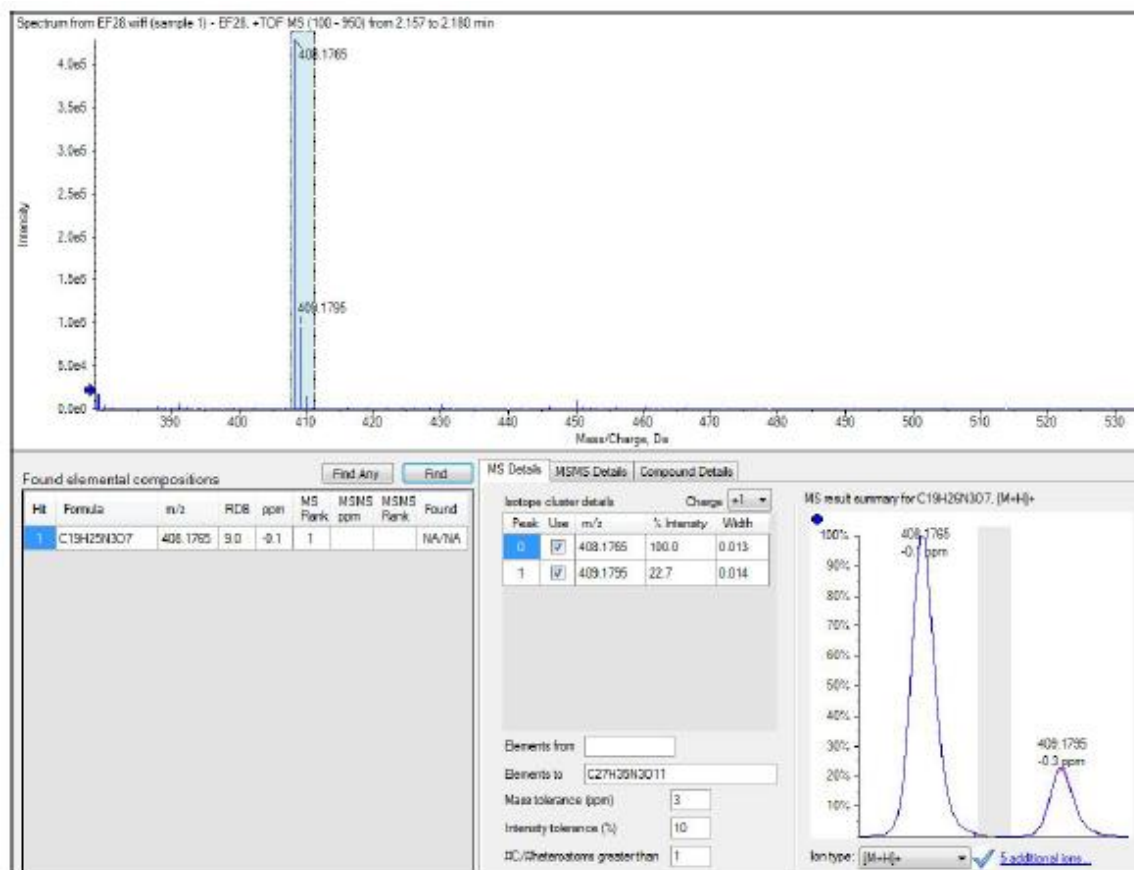 Spectrum from EF28.wiff (sample 1) - EF28, +TOF MS (100 - 950) from 2.157 to 2.180 min
408.1765
409.1795
Intensity
4.0e5
3.5e5
3.0e5
2.5e5
2.0e5
1.5e5
1.0e5
5.0e4
0.0e0
390 400 410 420 430 440 450 460 470 480 490 500 510 520 530
Mass/Charge, Da
Found elemental compositions
Find Any
Find
Hit Formula m/z RDB ppm MS Rank MSMS ppm MSMS Rank Found
1 C19H25N3O7 408.1765 9.0 -0.1 1 NA/NA
MS Details MSMS Details Compound Details
Isotope cluster details Charge +1
Peak Use m/z % Intensity Width
0 408.1765 100.0 0.013
1 409.1795 22.7 0.014
Elements from
Elements to C27H35N3O11
Mass tolerance (ppm) 3
Intensity tolerance (%) 10
#C/#heteroatoms greater than 1
MS result summary for C19H25N3O7, [M+H]+
408.1765
-0.1 ppm
409.1795
-0.3 ppm
100%
90%
80%
70%
60%
50%
40%
30%
20%
10%
Ion type: [M+H]+ 5 additional ions...